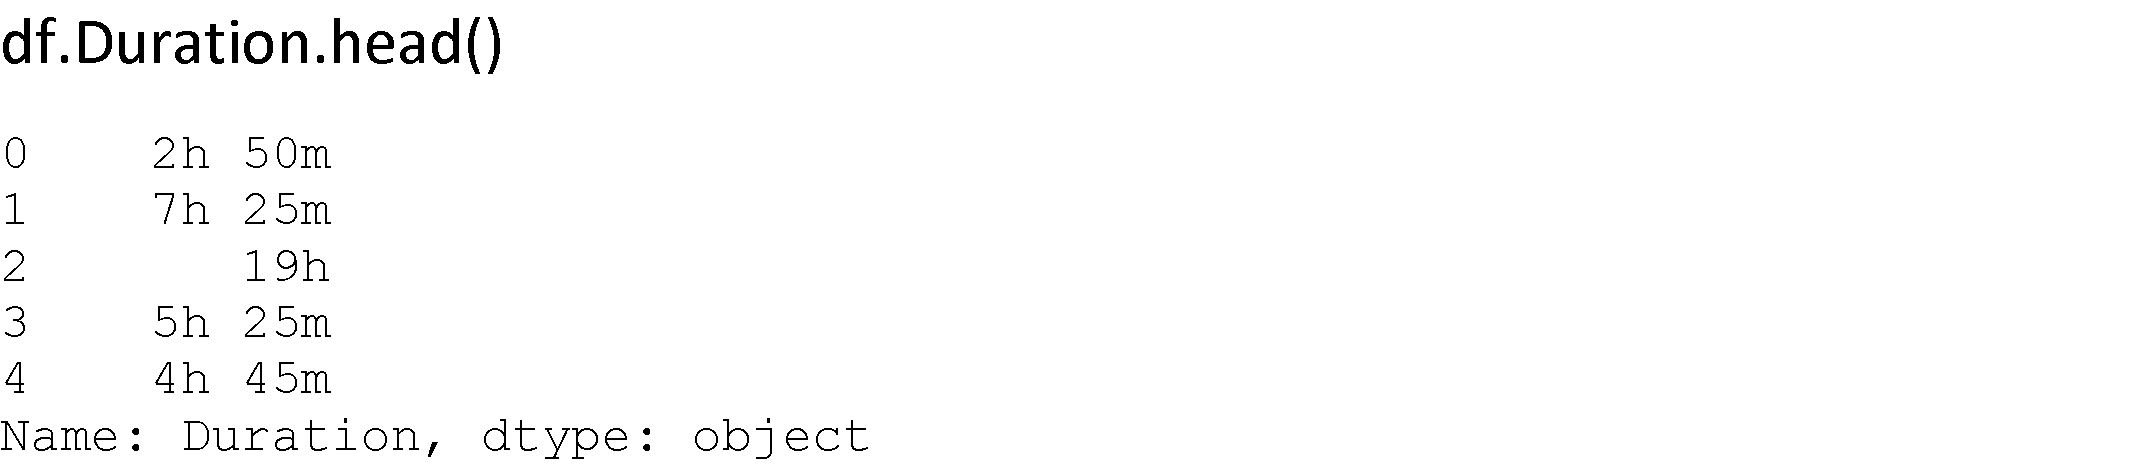 df.Duration.head()
0    2h 50m
1    7h 25m
2       19h
3    5h 25m
4    4h 45m
Name: Duration, dtype: object